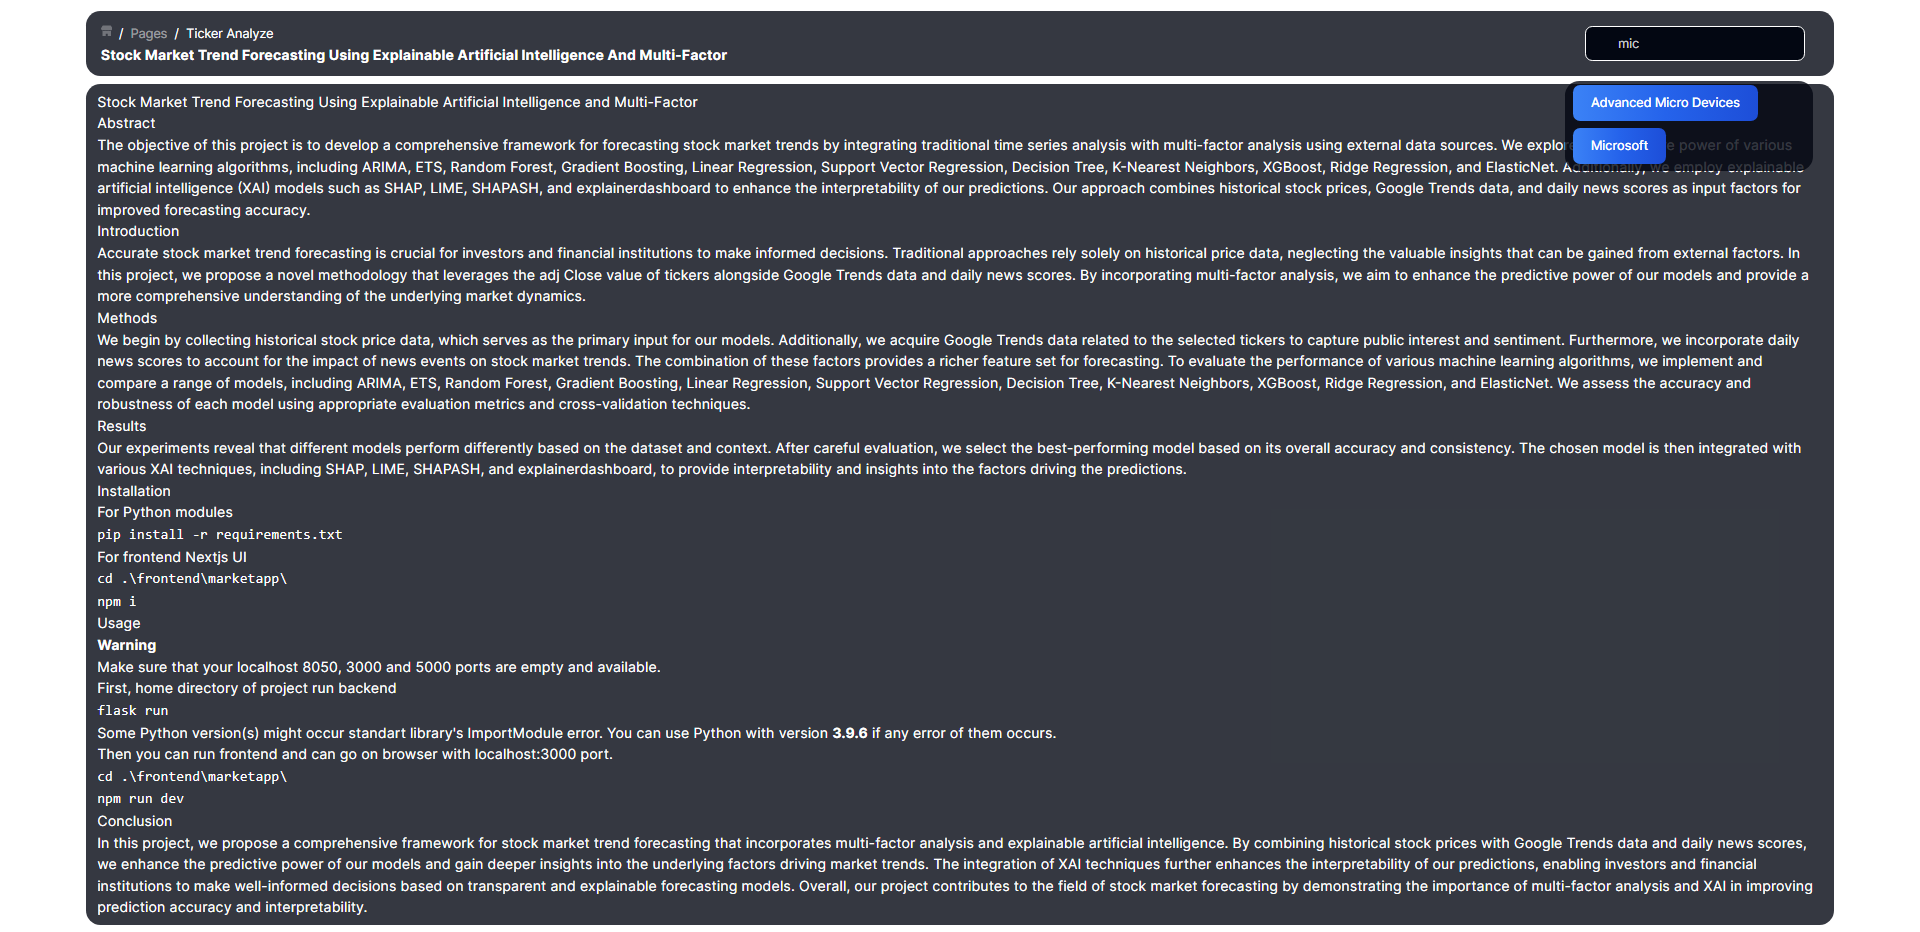 / Pages / Ticker Analyze
Stock Market Trend Forecasting Using Explainable Artificial Intelligence And Multi-Factor
mic
Advanced Micro Devices
Microsoft
Stock Market Trend Forecasting Using Explainable Artificial Intelligence and Multi-Factor
Abstract
The objective of this project is to develop a comprehensive framework for forecasting stock market trends by integrating traditional time series analysis with multi-factor analysis using external data sources. We explore power of various
machine learning algorithms, including ARIMA, ETS, Random Forest, Gradient Boosting, Linear Regression, Support Vector Regression, Decision Tree, K-Nearest Neighbors, XGBoost, Ridge Regression, and ElasticNet. Additionally, we employ explainable
artificial intelligence (XAI) models such as SHAP, LIME, SHAPASH, and explainerdashboard to enhance the interpretability of our predictions. Our approach combines historical stock prices, Google Trends data, and daily news scores as input factors for
improved forecasting accuracy.
Introduction
Accurate stock market trend forecasting is crucial for investors and financial institutions to make informed decisions. Traditional approaches rely solely on historical price data, neglecting the valuable insights that can be gained from external factors. In
this project, we propose a novel methodology that leverages the adj Close value of tickers alongside Google Trends data and daily news scores. By incorporating multi-factor analysis, we aim to enhance the predictive power of our models and provide a
more comprehensive understanding of the underlying market dynamics.
Methods
We begin by collecting historical stock price data, which serves as the primary input for our models. Additionally, we acquire Google Trends data related to the selected tickers to capture public interest and sentiment. Furthermore, we incorporate daily
news scores to account for the impact of news events on stock market trends. The combination of these factors provides a richer feature set for forecasting. To evaluate the performance of various machine learning algorithms, we implement and
compare a range of models, including ARIMA, ETS, Random Forest, Gradient Boosting, Linear Regression, Support Vector Regression, Decision Tree, K-Nearest Neighbors, XGBoost, Ridge Regression, and ElasticNet. We assess the accuracy and
robustness of each model using appropriate evaluation metrics and cross-validation techniques.
Results
Our experiments reveal that different models perform differently based on the dataset and context. After careful evaluation, we select the best-performing model based on its overall accuracy and consistency. The chosen model is then integrated with
various XAI techniques, including SHAP, LIME, SHAPASH, and explainerdashboard, to provide interpretability and insights into the factors driving the predictions.
Installation
For Python modules
pip install -r requirements.txt
For frontend Nextjs UI
cd .\frontend\marketapp\
npm i
Usage
Warning
Make sure that your localhost 8050, 3000 and 5000 ports are empty and available.
First, home directory of project run backend
flask run
Some Python version(s) might occur standart library's ImportModule error. You can use Python with version 3.9.6 if any error of them occurs.
Then you can run frontend and can go on browser with localhost:3000 port.
cd .\frontend\marketapp\
npm run dev
Conclusion
In this project, we propose a comprehensive framework for stock market trend forecasting that incorporates multi-factor analysis and explainable artificial intelligence. By combining historical stock prices with Google Trends data and daily news scores,
we enhance the predictive power of our models and gain deeper insights into the underlying factors driving market trends. The integration of XAI techniques further enhances the interpretability of our predictions, enabling investors and financial
institutions to make well-informed decisions based on transparent and explainable forecasting models. Overall, our project contributes to the field of stock market forecasting by demonstrating the importance of multi-factor analysis and XAI in improving
prediction accuracy and interpretability.